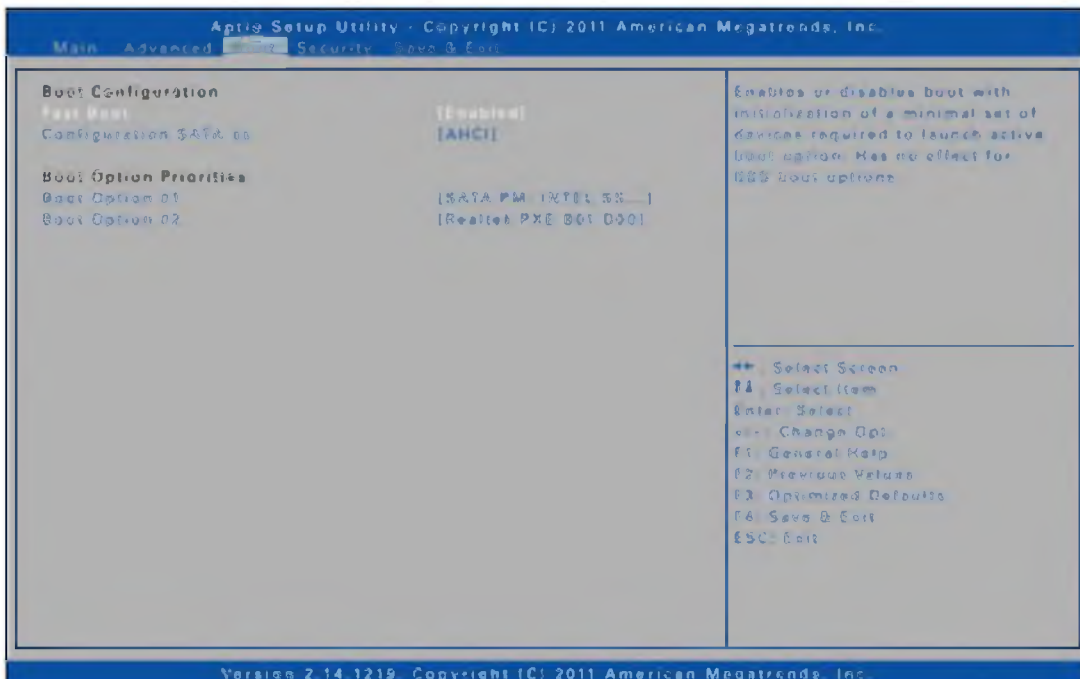 Aptio Setup Utility - Copyright (C) 2011 American Megatrends, Inc.
Main Advanced Boot Security Save & Exit
Boot Configuration
Fast Boot [Enabled]
Configuration SATA as [AHCI]
Boot Option Priorities
Boot Option 01 [SATA PM: INTEL SS...]
Boot Option 02 [Realtek PXE B01 D00]
Enables or disables boot with
initialization of a minimal set of
devices required to launch active
boot option. Has no effect for
BBS boot options
: Select Screen
: Select Item
Enter: Select
+/-: Change Opt.
F1: General Help
F2: Previous Values
F3: Optimized Defaults
Save & Exit
ESC: Exit
Version 2.14.1219. Copyright (C) 2011 American Megatrends, Inc.